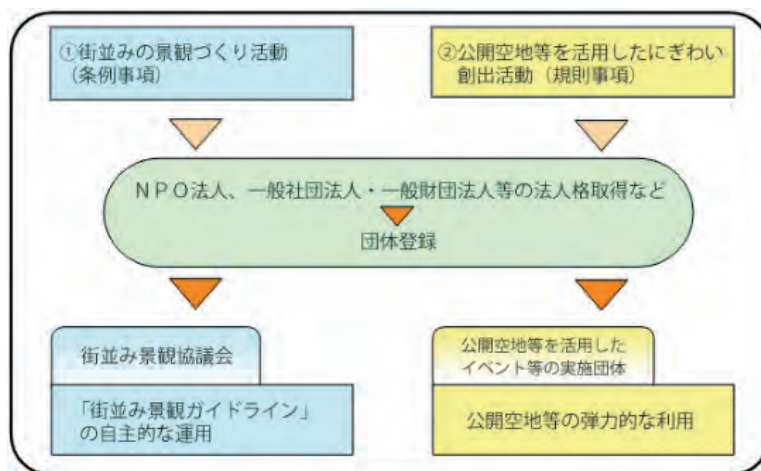 ①街並みの景観づくり活動
（条例事項）
②公開空地等を活用したにぎわい
創出活動（規則事項）
ＮＰＯ法人、一般社団法人・一般財団法人等の法人格取得など
団体登録
街並み景観協議会
「街並み景観ガイドライン」
の自主的な運用
公開空地等を活用した
イベント等の実施団体
公開空地等の弾力的な利用